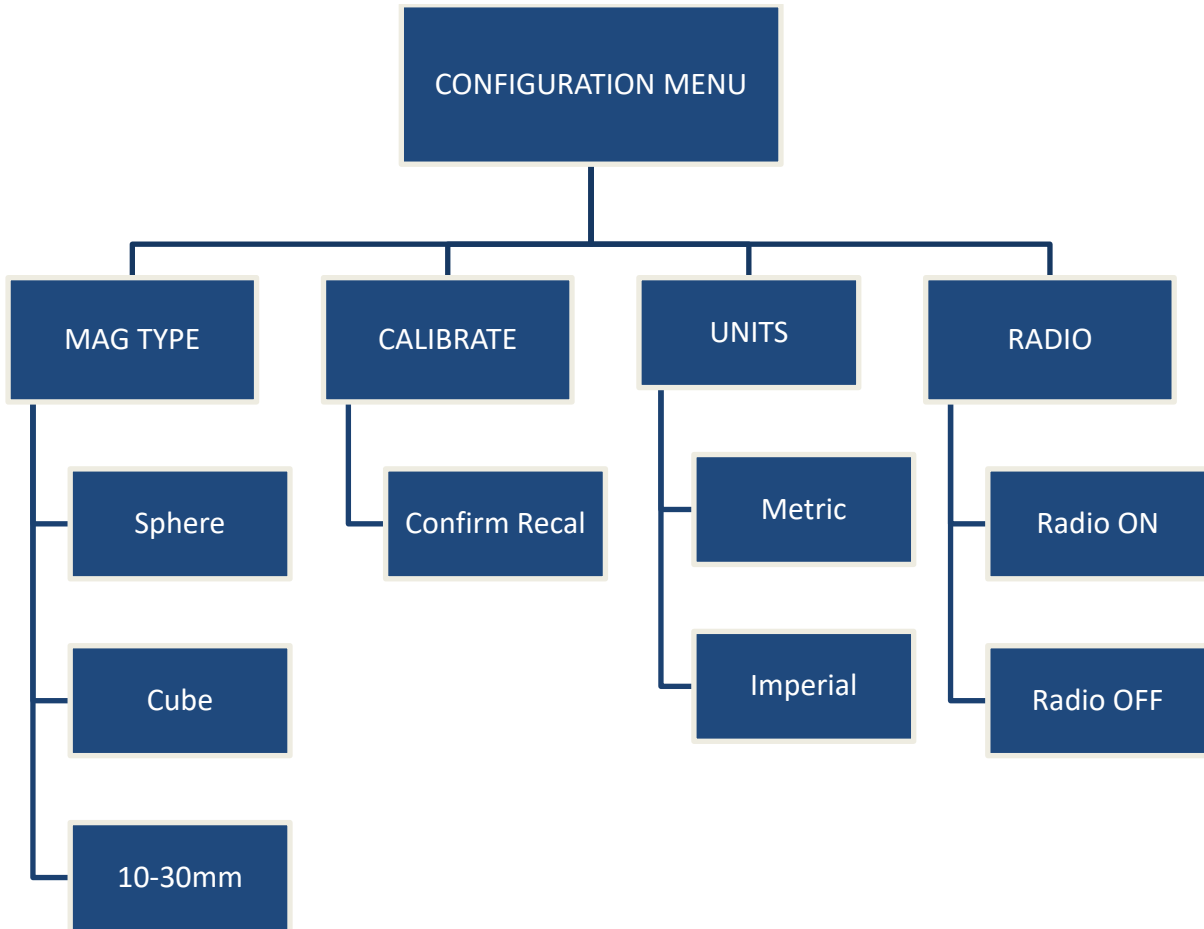 CONFIGURATION MENU
MAG TYPE
CALIBRATE
UNITS
RADIO
Sphere
Confirm Recal
Metric
Radio ON
Cube
Imperial
Radio OFF
10-30mm